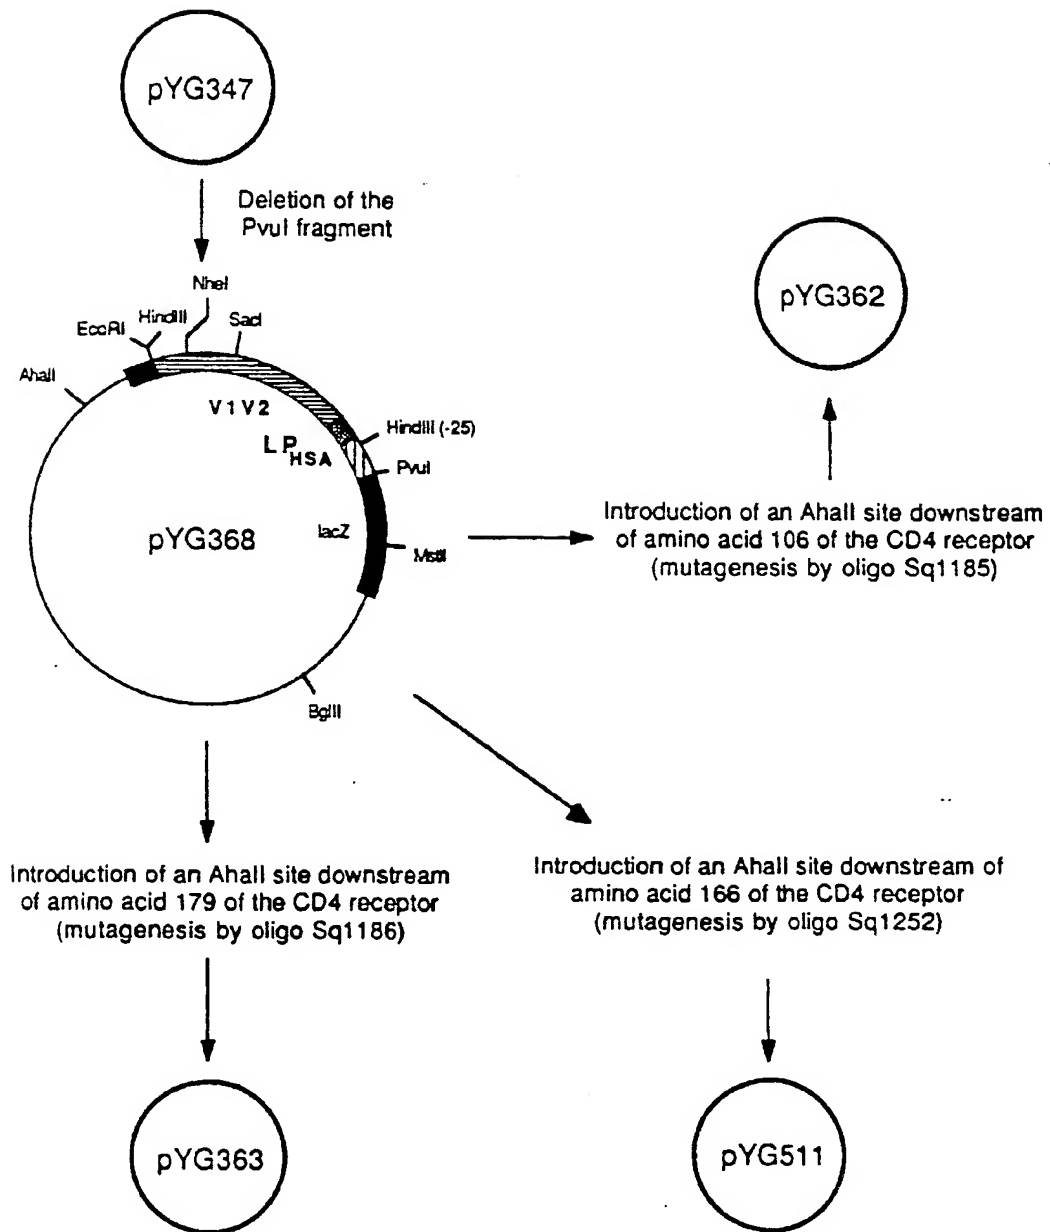 pYG347
Deletion of the
PvuI fragment
NheI
EcoRI
HindIII
SacI
AhaII
V1V2
HindIII (-25)
LP HSA
PvuI
pYG368
lacZ
MstII
BglII
pYG362
Introduction of an AhaII site downstream
of amino acid 106 of the CD4 receptor
(mutagenesis by oligo Sq1185)
Introduction of an AhaII site downstream
of amino acid 179 of the CD4 receptor
(mutagenesis by oligo Sq1186)
Introduction of an AhaII site downstream of
amino acid 166 of the CD4 receptor
(mutagenesis by oligo Sq1252)
pYG363
pYG511